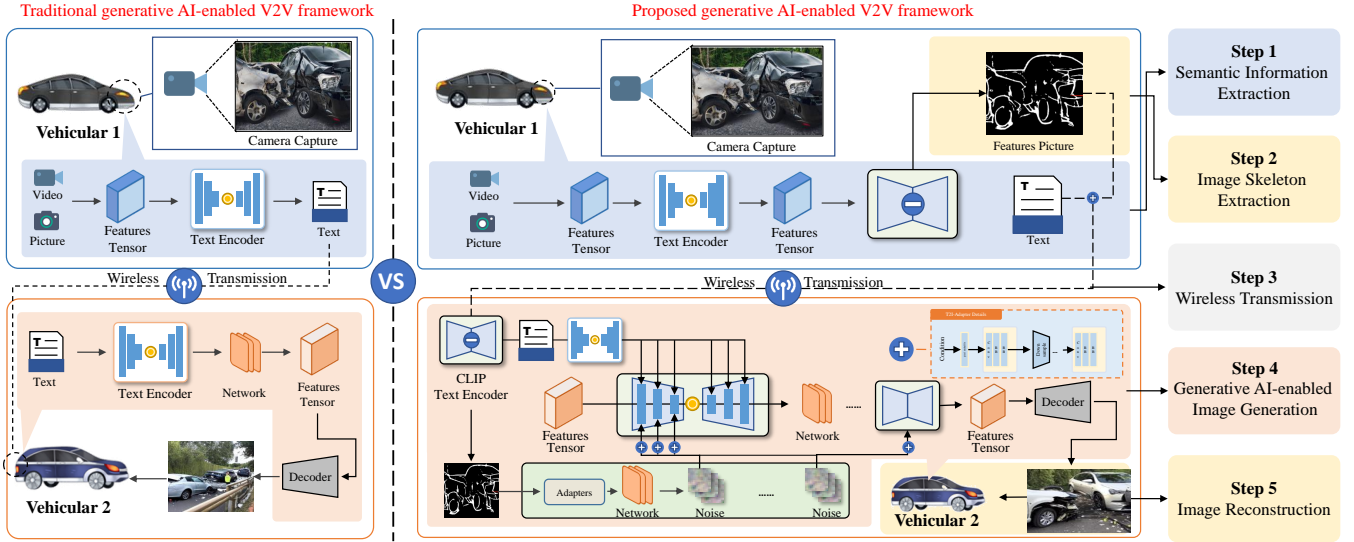 Traditional generative AI-enabled V2V framework
Vehicular 1
Camera Capture
Video
Picture
Features
Tensor
Text Encoder
T
Text
Wireless
Transmission
T
Text
Text Encoder
Network
Features
Tensor
Decoder
Vehicular 2
VS
Proposed generative AI-enabled V2V framework
Vehicular 1
Camera Capture
Features Picture
Video
Picture
Features
Tensor
Text Encoder
Features
Tensor
T
Text
Wireless
Transmission
CLIP
Text Encoder
T
Features
Tensor
Network
......
Features
Tensor
Decoder
Condition
Down
sample
...
Adapters
Network
Noise
......
Noise
Vehicular 2
Step 1
Semantic Information
Extraction
Step 2
Image Skeleton
Extraction
Step 3
Wireless Transmission
Step 4
Generative AI-enabled
Image Generation
Step 5
Image Reconstruction